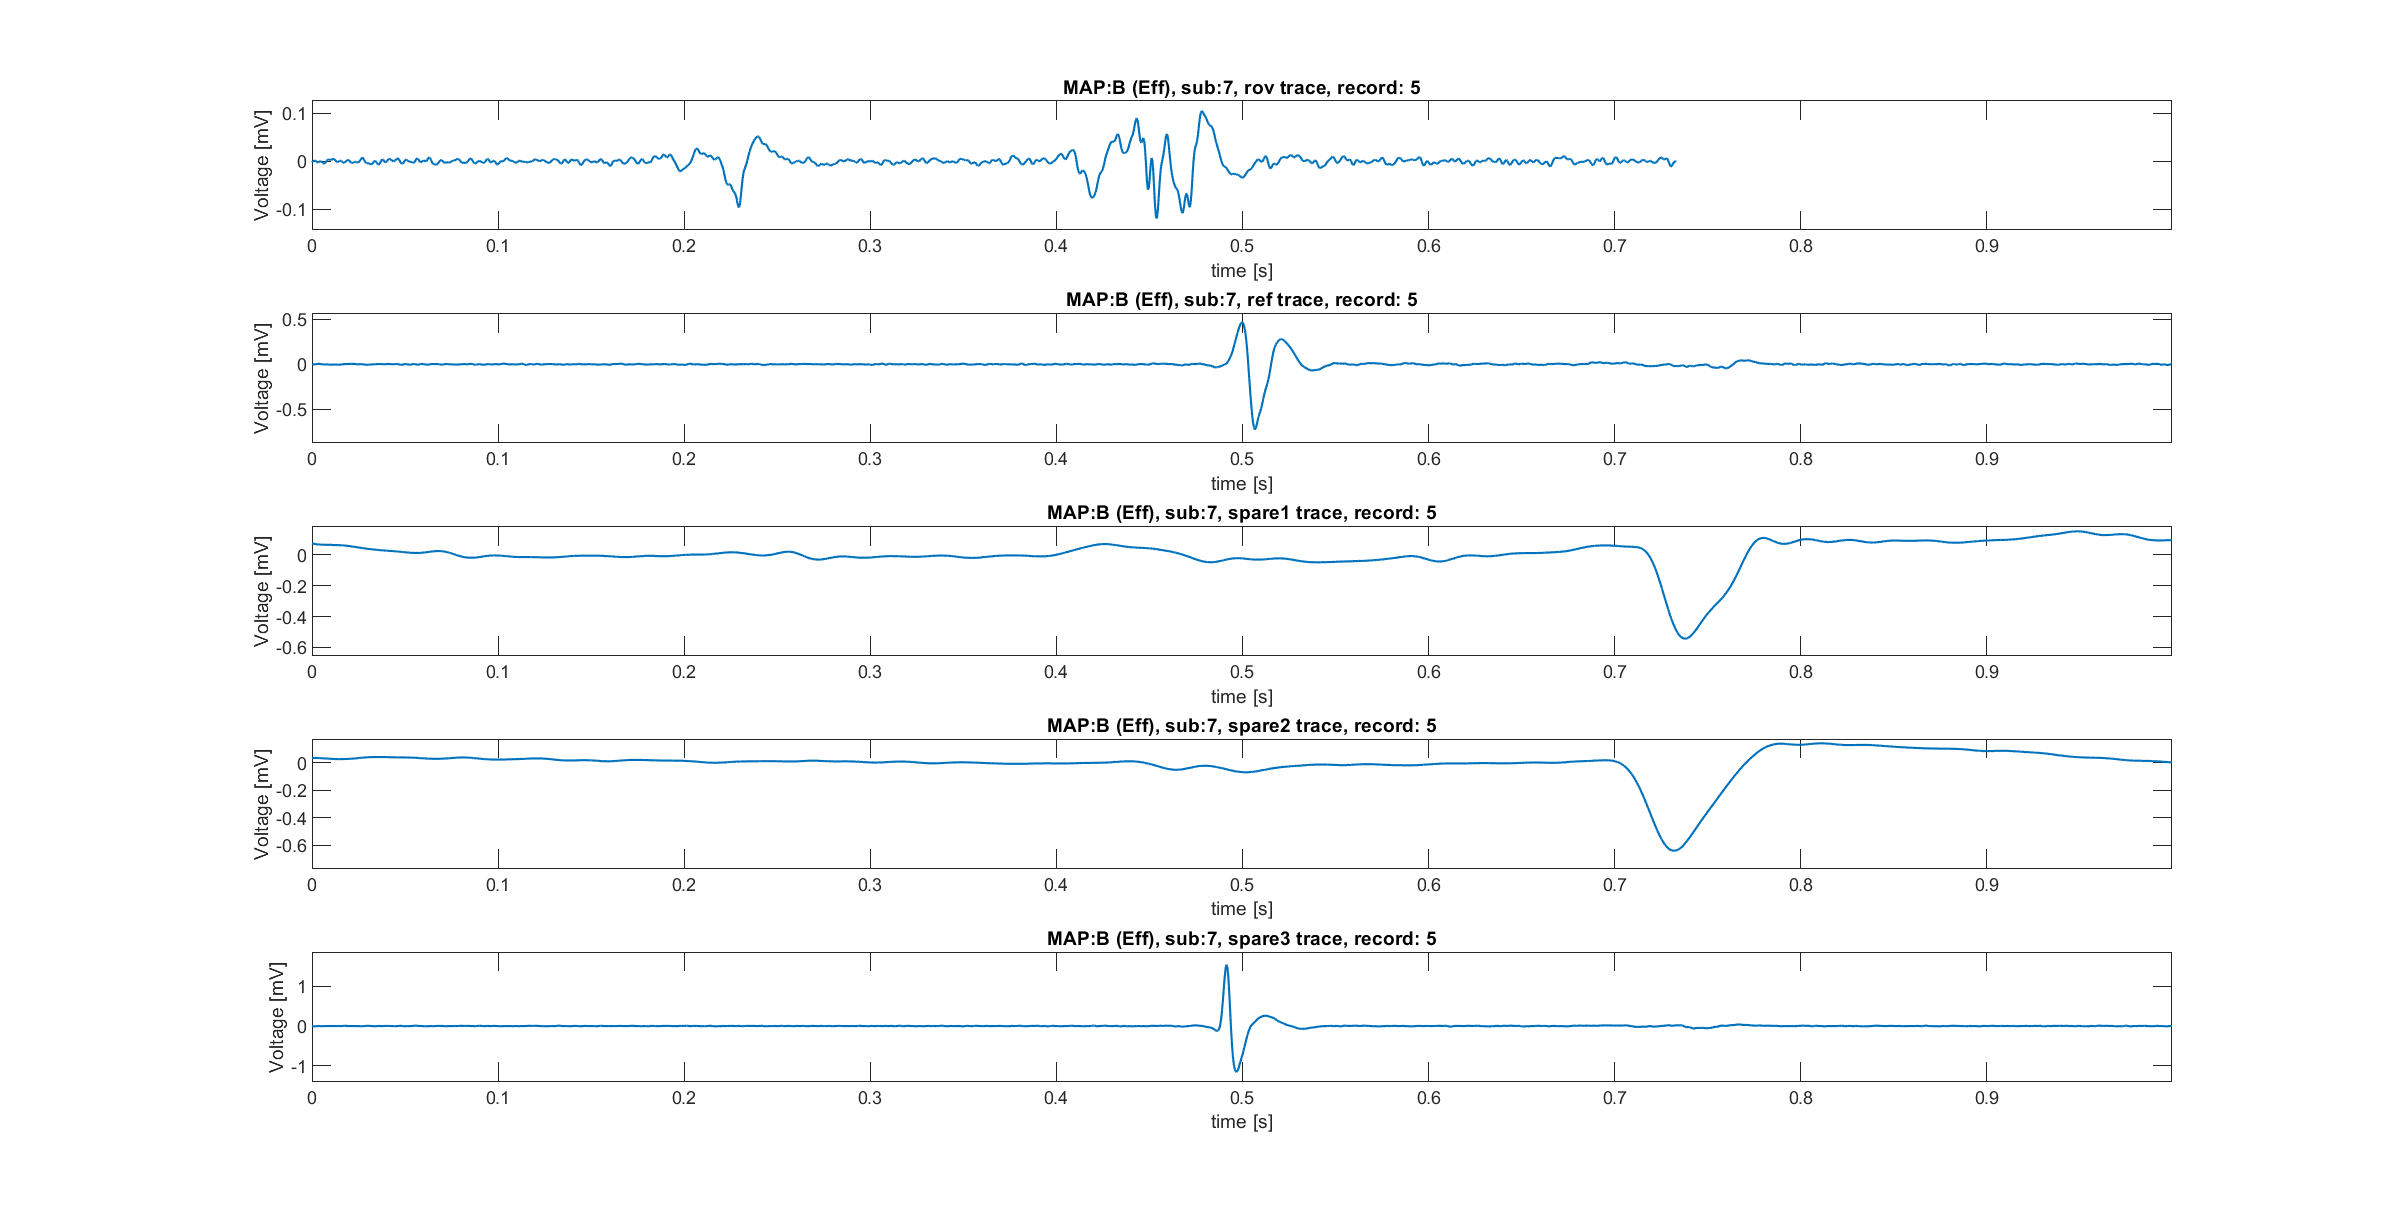 MAP:B (Eff), sub:7, rov trace, record: 5
Voltage [mV]
0.1
0
-0.1
0 0.1 0.2 0.3 0.4 0.5 0.6 0.7 0.8 0.9
time [s]
MAP:B (Eff), sub:7, ref trace, record: 5
Voltage [mV]
0.5
0
-0.5
0 0.1 0.2 0.3 0.4 0.5 0.6 0.7 0.8 0.9
time [s]
MAP:B (Eff), sub:7, spare1 trace, record: 5
Voltage [mV]
0
-0.2
-0.4
-0.6
0 0.1 0.2 0.3 0.4 0.5 0.6 0.7 0.8 0.9
time [s]
MAP:B (Eff), sub:7, spare2 trace, record: 5
Voltage [mV]
0
-0.2
-0.4
-0.6
0 0.1 0.2 0.3 0.4 0.5 0.6 0.7 0.8 0.9
time [s]
MAP:B (Eff), sub:7, spare3 trace, record: 5
Voltage [mV]
1
0
-1
0 0.1 0.2 0.3 0.4 0.5 0.6 0.7 0.8 0.9
time [s]